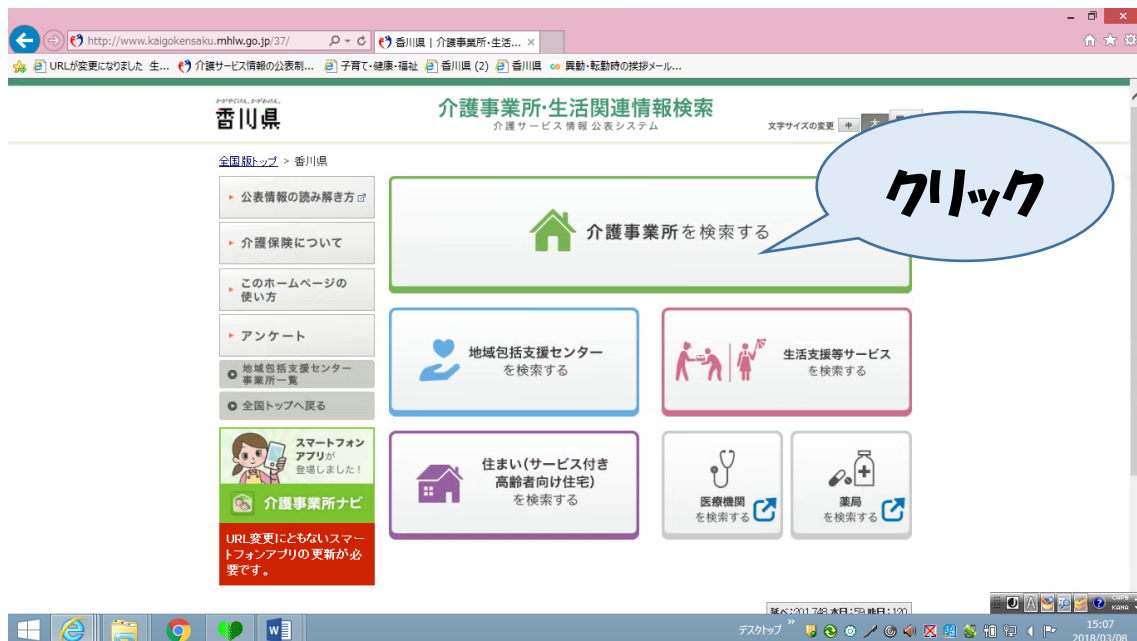 http://www.kaigokensaku.mhlw.go.jp/37/
香川県 | 介護事業所・生活...
URLが変更になりました 生...
介護サービス情報の公表制...
子育て・健康・福祉
香川県 (2)
香川県
異動・転勤時の挨拶メール...
香川県
介護事業所・生活関連情報検索
介護サービス情報公表システム
文字サイズの変更 中 大
全国版トップ > 香川県
クリック
公表情報の読み解き方
介護保険について
このホームページの
使い方
アンケート
地域包括支援センター
事業所一覧
全国トップへ戻る
スマートフォン
アプリが
登場しました!
介護事業所ナビ
URL変更にともないスマー
トフォンアプリの更新が必
要です。
介護事業所を検索する
地域包括支援センター
を検索する
生活支援等サービス
を検索する
住まい(サービス付き
高齢者向け住宅)
を検索する
医療機関
を検索する
薬局
を検索する
延べ:201,748 本日:59 昨日:120
CAPS
KANA
デスクトップ
15:07
2018/03/08